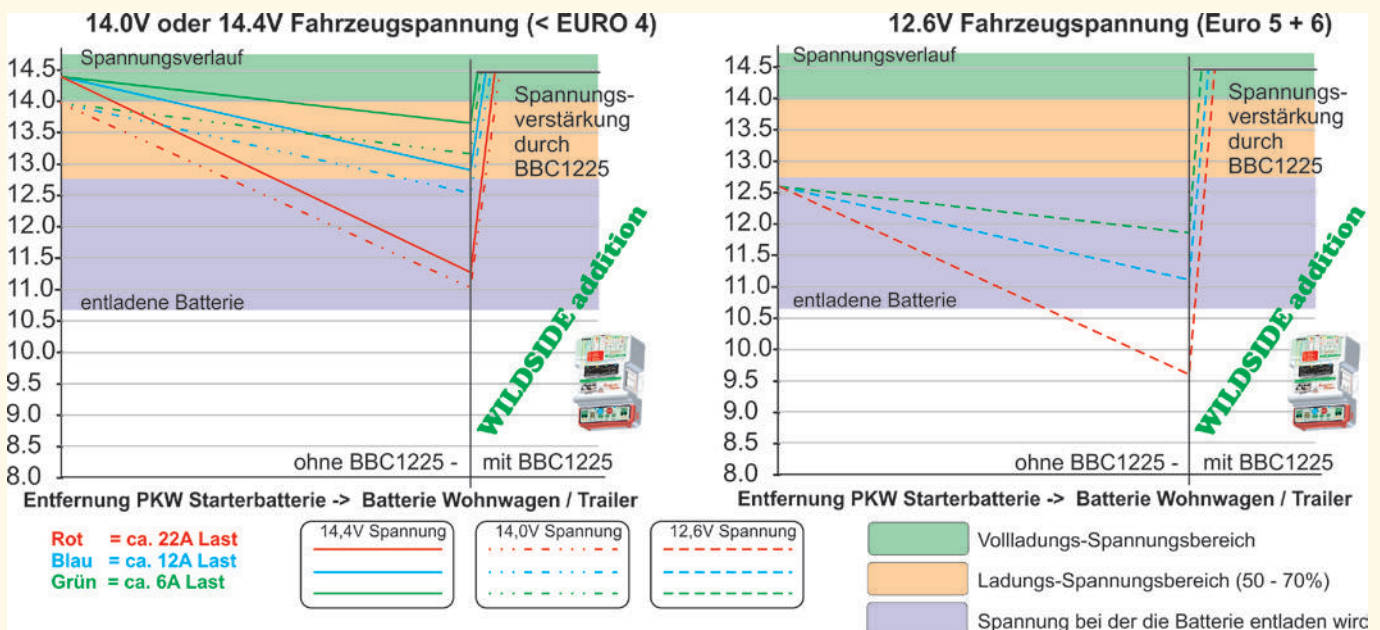 14.0V oder 14.4V Fahrzeugspannung (< EURO 4)
Spannungsverlauf
14.5
14.0
13.5
13.0
12.5
12.0
11.5
11.0
10.5
10.0
9.5
9.0
8.5
8.0
Spannungs-
verstärkung
durch
BBC1225
entladene Batterie
WILDSIDE addition
ohne BBC1225 -
mit BBC1225
Entfernung PKW Starterbatterie -> Batterie Wohnwagen / Trailer
12.6V Fahrzeugspannung (Euro 5 + 6)
Spannungsverlauf
14.5
14.0
13.5
13.0
12.5
12.0
11.5
11.0
10.5
10.0
9.5
9.0
8.5
8.0
Spannungs-
verstärkung
durch
BBC1225
entladene Batterie
WILDSIDE addition
ohne BBC1225 -
mit BBC1225
Entfernung PKW Starterbatterie -> Batterie Wohnwagen / Trailer
Rot = ca. 22A Last
Blau = ca. 12A Last
Grün = ca. 6A Last
14,4V Spannung
14,0V Spannung
12,6V Spannung
Vollladungs-Spannungsbereich
Ladungs-Spannungsbereich (50 - 70%)
Spannung bei der die Batterie entladen wird